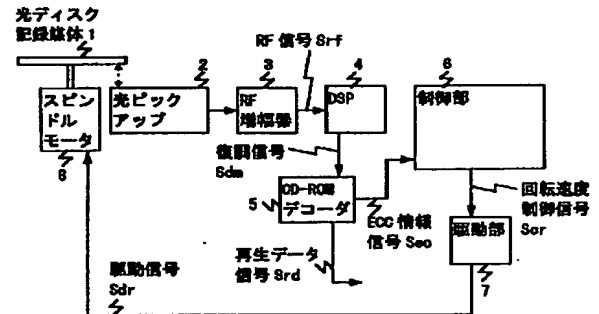 光ディスク
記録媒体1
RF 信号 Srf
2
3
4
6
スピン
ドル
モータ
光ピック
アップ
RF
増幅器
DSP
制御部
8
復調信号
Sdm
5
CD-ROM
デコーダ
ECC 情報
信号 Sec
回転速度
制御信号
Scr
再生データ
信号 Srd
駆動部
7
駆動信号
Sdr